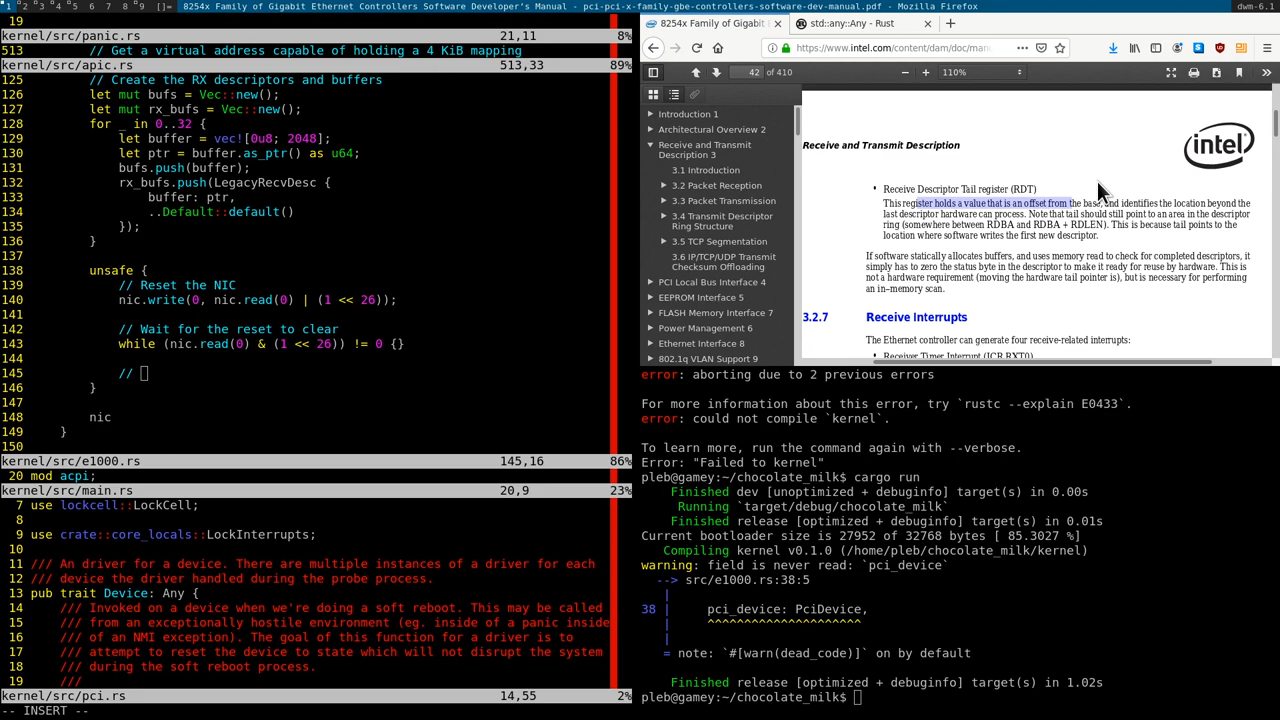 1 2 3 4 5 6 7 8 9 []= 8254x Family of Gigabit Ethernet Controllers Software Developer's Manual - pci-pci-x-family-gbe-controllers-software-dev-manual.pdf - Mozilla Firefox dwm-6.1
19
kernel/src/panic.rs 21,11 8%
513 // Get a virtual address capable of holding a 4 KiB mapping
kernel/src/apic.rs 513,33 89%
125 // Create the RX descriptors and buffers
126 let mut bufs = Vec::new();
127 let mut rx_bufs = Vec::new();
128 for _ in 0..32 {
129 let buffer = vec![0u8; 2048];
130 let ptr = buffer.as_ptr() as u64;
131 bufs.push(buffer);
132 rx_bufs.push(LegacyRecvDesc {
133 buffer: ptr,
134 ..Default::default()
135 });
136 }
137
138 unsafe {
139 // Reset the NIC
140 nic.write(0, nic.read(0) | (1 << 26));
141
142 // Wait for the reset to clear
143 while (nic.read(0) & (1 << 26)) != 0 {}
144
145 //
146 }
147
148 nic
149 }
150
kernel/src/e1000.rs 145,16 86%
20 mod acpi;
kernel/src/main.rs 20,9 23%
7 use lockcell::LockCell;
8
9 use crate::core_locals::LockInterrupts;
10
11 /// An driver for a device. There are multiple instances of a driver for each
12 /// device the driver handled during the probe process.
13 pub trait Device: Any {
14 /// Invoked on a device when we're doing a soft reboot. This may be called
15 /// from an exceptionally hostile environment (eg. inside of a panic inside
16 /// of an NMI exception). The goal of this function for a driver is to
17 /// attempt to reset the device to state which will not disrupt the system
18 /// during the soft reboot process.
19 ///
kernel/src/pci.rs 14,55 2%
-- INSERT --
8254x Family of Gigabit
std::any::Any - Rust
https://www.intel.com/content/dam/doc/man
42 of 410
110%
Introduction 1
Architectural Overview 2
Receive and Transmit
Description 3
3.1 Introduction
3.2 Packet Reception
3.3 Packet Transmission
3.4 Transmit Descriptor
Ring Structure
3.5 TCP Segmentation
3.6 IP/TCP/UDP Transmit
Checksum Offloading
PCI Local Bus Interface 4
EEPROM Interface 5
FLASH Memory Interface 7
Power Management 6
Ethernet Interface 8
802.1q VLAN Support 9
Receive and Transmit Description
intel
• Receive Descriptor Tail register (RDT)
This register holds a value that is an offset from the base, and identifies the location beyond the
last descriptor hardware can process. Note that tail should still point to an area in the descriptor
ring (somewhere between RDBA and RDBA + RDLEN). This is because tail points to the
location where software writes the first new descriptor.
If software statically allocates buffers, and uses memory read to check for completed descriptors, it
simply has to zero the status byte in the descriptor to make it ready for reuse by hardware. This is
not a hardware requirement (moving the hardware tail pointer is), but is necessary for performing
an in–memory scan.
3.2.7 Receive Interrupts
The Ethernet controller can generate four receive-related interrupts:
• Receiver Timer Interrupt (ICR.RXT0)
error: aborting due to 2 previous errors
For more information about this error, try `rustc --explain E0433`.
error: could not compile `kernel`.
To learn more, run the command again with --verbose.
Error: "Failed to kernel"
pleb@gamey:~/chocolate_milk$ cargo run
Finished dev [unoptimized + debuginfo] target(s) in 0.00s
Running `target/debug/chocolate_milk`
Finished release [optimized + debuginfo] target(s) in 0.01s
Current bootloader size is 27952 of 32768 bytes [ 85.3027 %]
Compiling kernel v0.1.0 (/home/pleb/chocolate_milk/kernel)
warning: field is never read: `pci_device`
--> src/e1000.rs:38:5
|
38 | pci_device: PciDevice,
| ^^^^^^^^^^^^^^^^^^^^^
|
= note: `#[warn(dead_code)]` on by default
Finished release [optimized + debuginfo] target(s) in 1.02s
pleb@gamey:~/chocolate_milk$